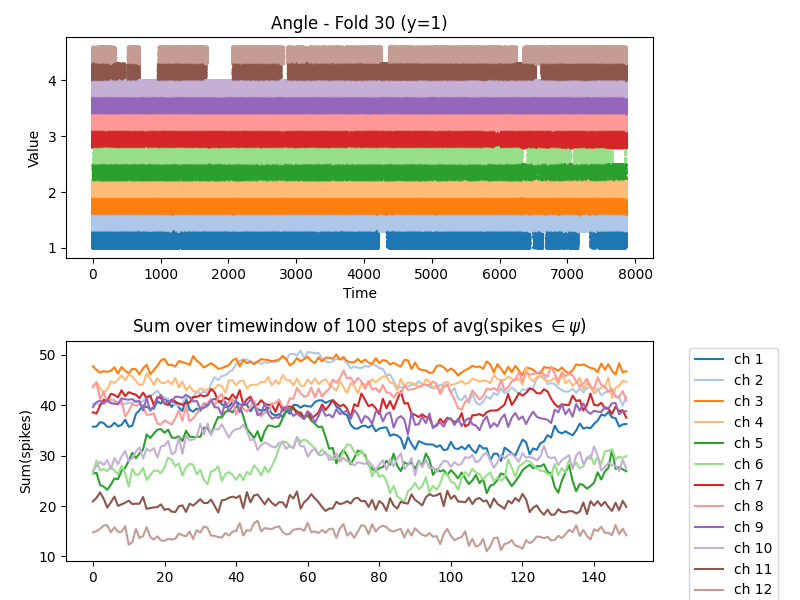 Angle - Fold 30 (y=1)
Value
4
3
2
1
0 1000 2000 3000 4000 5000 6000 7000 8000
Time
Sum over timewindow of 100 steps of avg(spikes ∈ ψ)
Sum(spikes)
50
40
30
20
10
0 20 40 60 80 100 120 140
ch 1
ch 2
ch 3
ch 4
ch 5
ch 6
ch 7
ch 8
ch 9
ch 10
ch 11
ch 12